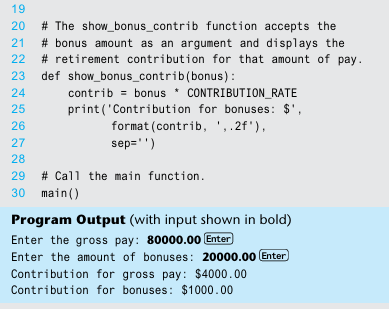 19
20 # The show_bonus_contrib function accepts the
21 # bonus amount as an argument and displays the
22 # retirement contribution for that amount of pay.
23 def show_bonus_contrib(bonus):
24     contrib = bonus * CONTRIBUTION_RATE
25     print('Contribution for bonuses: $',
26           format(contrib, ',.2f'),
27           sep='')
28
29 # Call the main function.
30 main()
Program Output (with input shown in bold)
Enter the gross pay: 80000.00 Enter
Enter the amount of bonuses: 20000.00 Enter
Contribution for gross pay: $4000.00
Contribution for bonuses: $1000.00